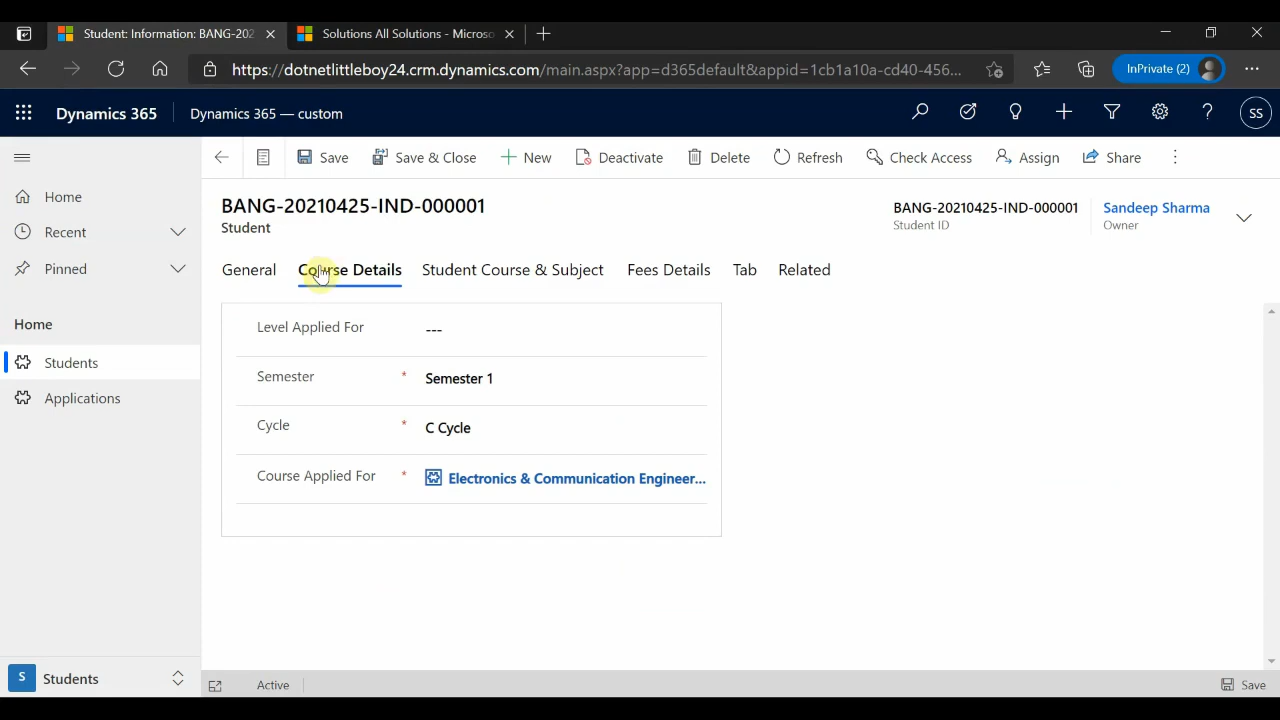 Student: Information: BANG-202
Solutions All Solutions - Microso
https://dotnetlittleboy24.crm.dynamics.com/main.aspx?app=d365default&appid=1cb1a10a-cd40-456...
InPrivate (2)
Dynamics 365
Dynamics 365 — custom
SS
Save
Save & Close
New
Deactivate
Delete
Refresh
Check Access
Assign
Share
Home
Recent
Pinned
Home
Students
Applications
S
Students
BANG-20210425-IND-000001
Student
BANG-20210425-IND-000001
Student ID
Sandeep Sharma
Owner
General
Course Details
Student Course & Subject
Fees Details
Tab
Related
Level Applied For
---
Semester * Semester 1
Cycle * C Cycle
Course Applied For * Electronics & Communication Engineer...
Active
Save